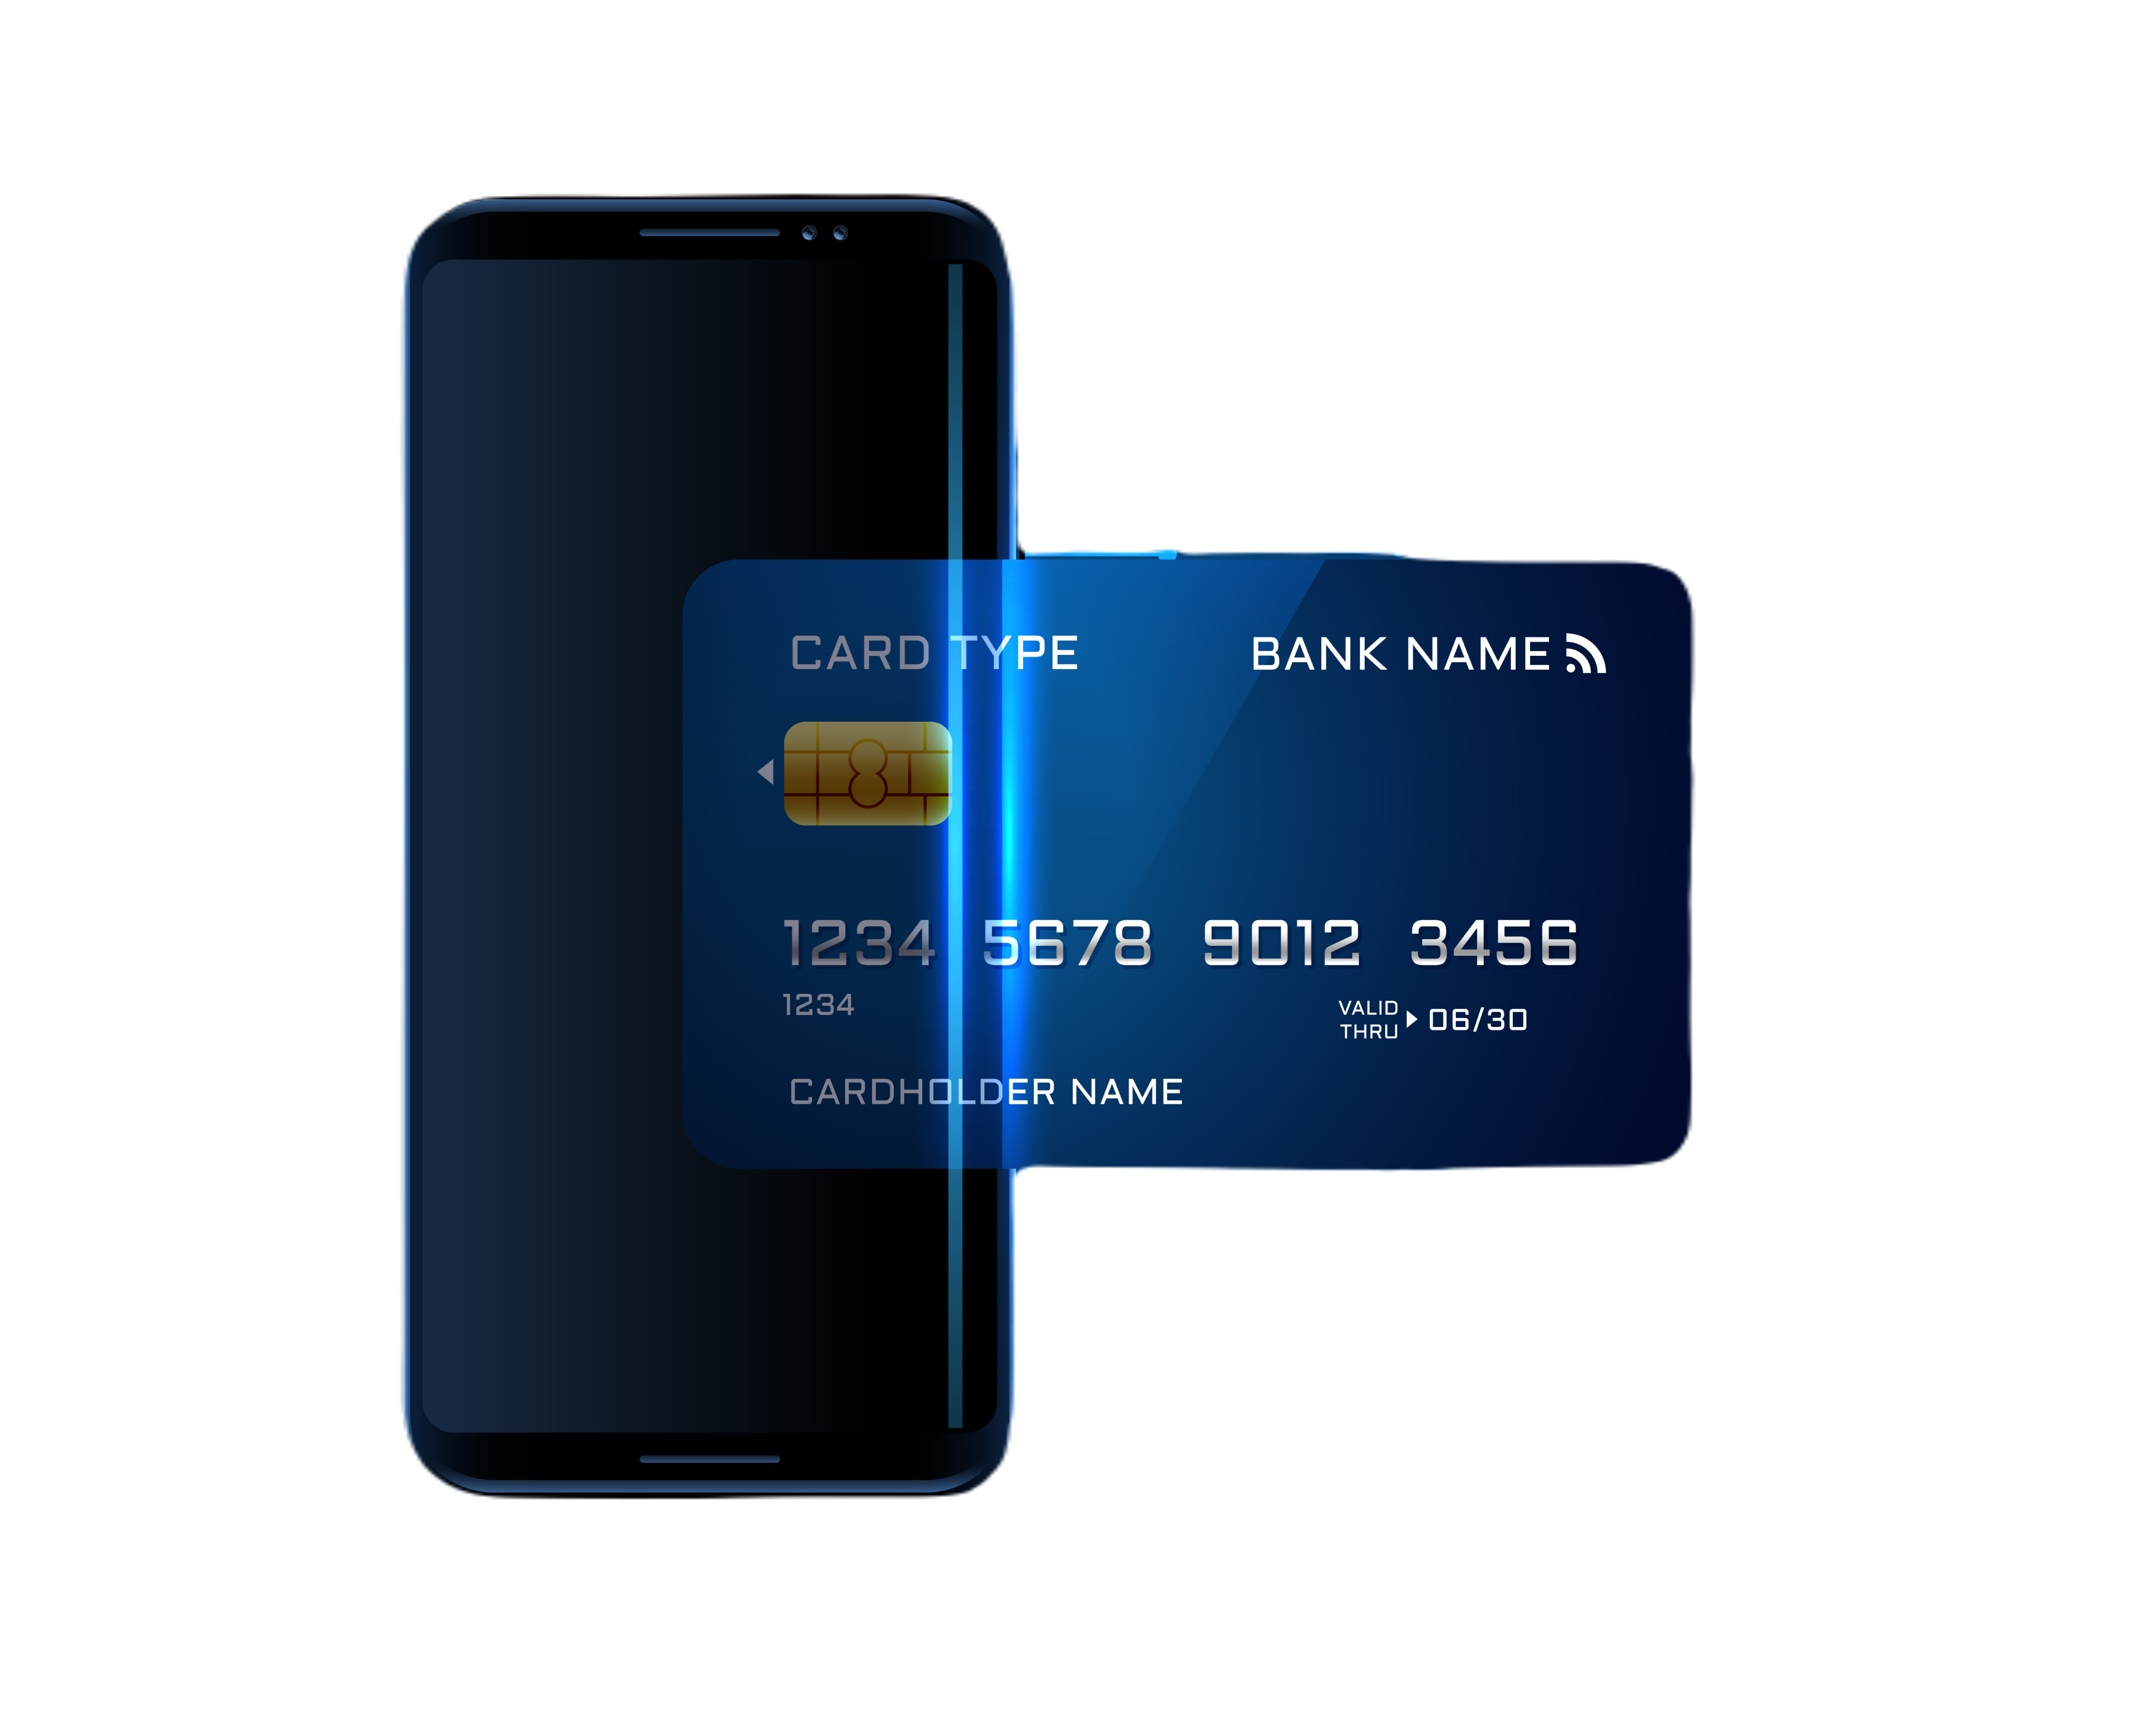 CARD TYPE
BANK NAME
1234 5678 9012 3456
1234
VALID
THRU
06/30
CARDHOLDER NAME